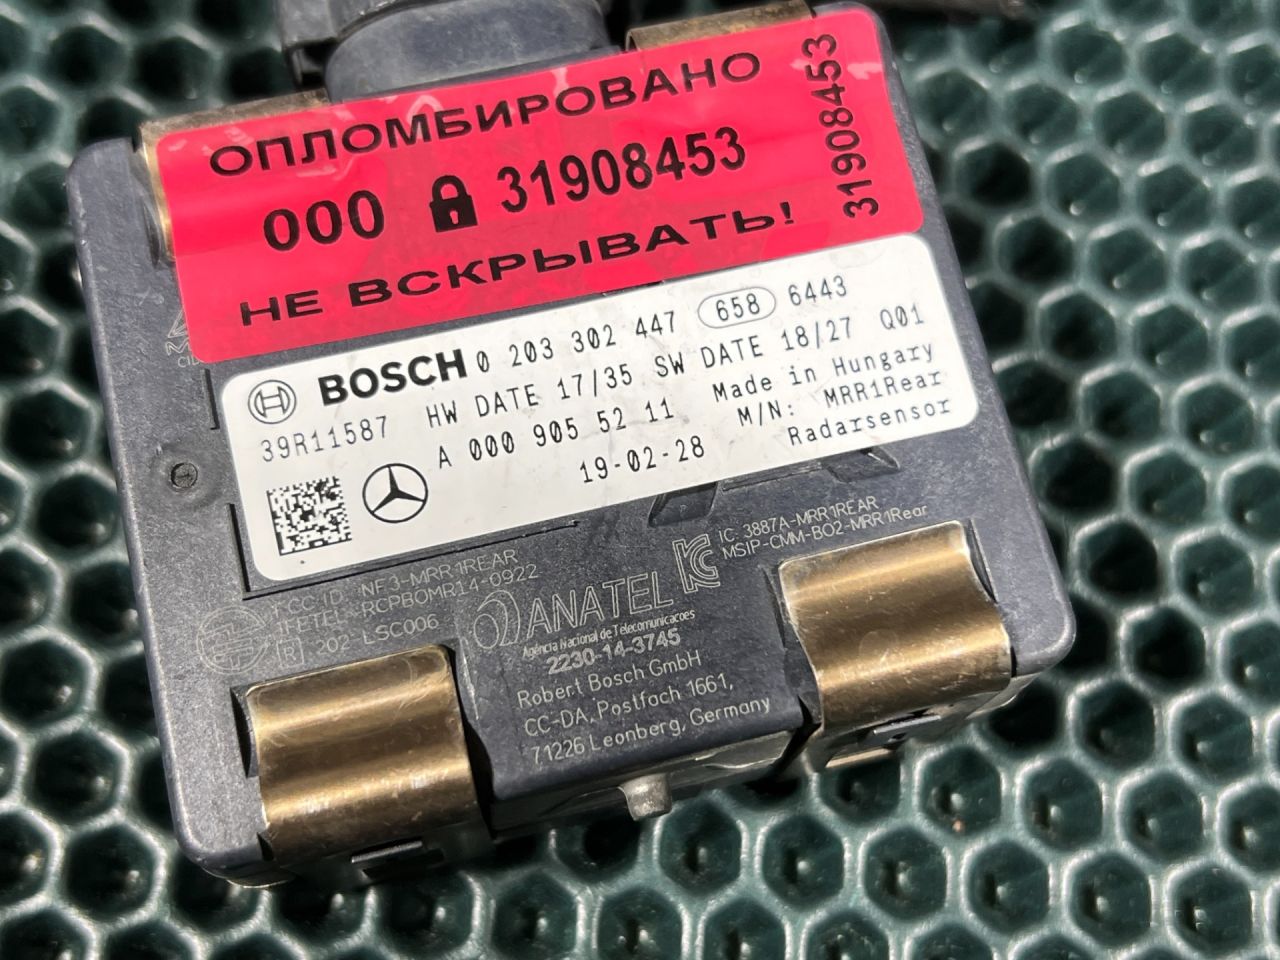 ОПЛОМБИРОВАНО
000 31908453
31908453
НЕ ВСКРЫВАТЬ!
BOSCH 0 203 302 447 658 6443
39R11587 HW DATE 17/35 SW DATE 18/27 Q01
A 000 905 52 11 Made in Hungary
19-02-28 M/N: MRR1Rear
Radarsensor
FCC ID NF3-MRR1REAR
IFETEL: RCPBOMR14-0922
R 202 LSC006
ANATEL
Agência Nacional de Telecomunicacoes
2230-14-3745
IC: 3887A-MRR1REAR
MSIP-CMM-BO2-MRR1Rear
Robert Bosch GmbH
CC-DA, Postfach 1661,
71226 Leonberg, Germany